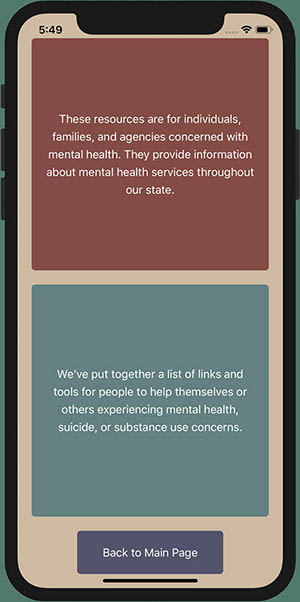 5:49
These resources are for individuals,
families, and agencies concerned with
mental health. They provide information
about mental health services throughout
our state.
We've put together a list of links and
tools for people to help themselves or
others experiencing mental health,
suicide, or substance use concerns.
Back to Main Page